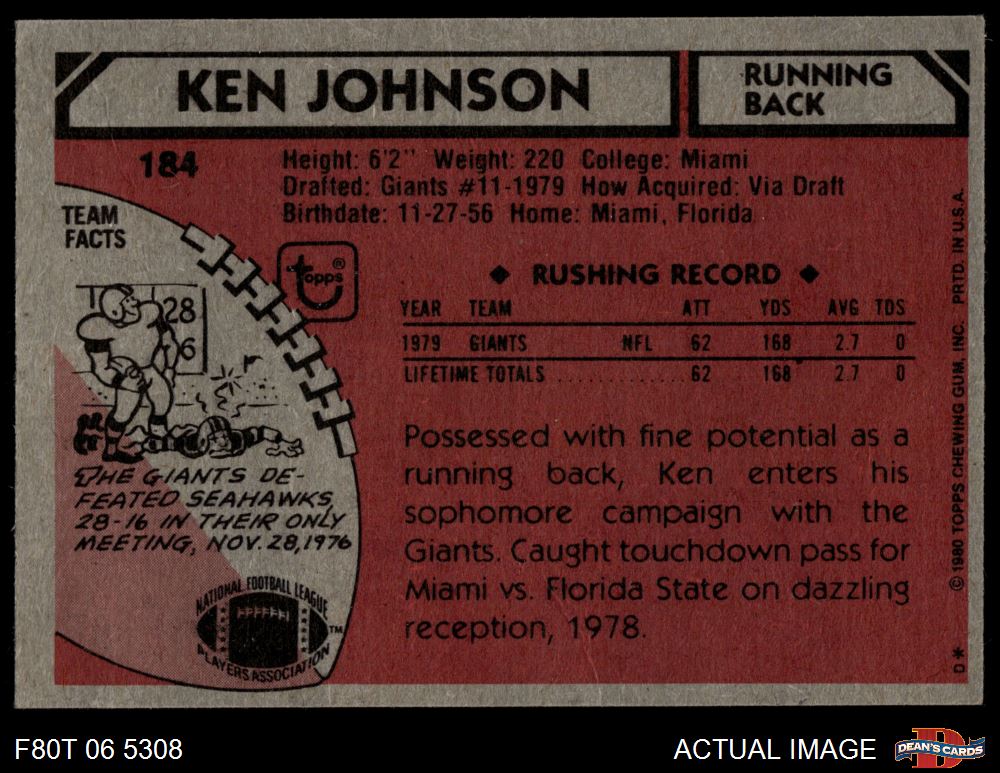 KEN JOHNSON
RUNNING
BACK
184
Height: 6'2" Weight: 220 College: Miami
Drafted: Giants #11-1979 How Acquired: Via Draft
Birthdate: 11-27-56 Home: Miami, Florida
TEAM
FACTS
topps®
28
6
THE GIANTS DE-
FEATED SEAHAWKS
28-16 IN THEIR ONLY
MEETING, NOV. 28, 1976
NATIONAL FOOTBALL LEAGUE
PLAYERS ASSOCIATION
™
◆ RUSHING RECORD ◆
YEAR TEAM ATT YDS AVG TDS
1979 GIANTS NFL 62 168 2.7 0
LIFETIME TOTALS ............ 62 168 2.7 0
Possessed with fine potential as a
running back, Ken enters his
sophomore campaign with the
Giants. Caught touchdown pass for
Miami vs. Florida State on dazzling
reception, 1978.
D* © 1980 TOPPS CHEWING GUM, INC. PRTD. IN U.S.A.
F80T 06 5308
ACTUAL IMAGE
D
DEAN'S CARDS